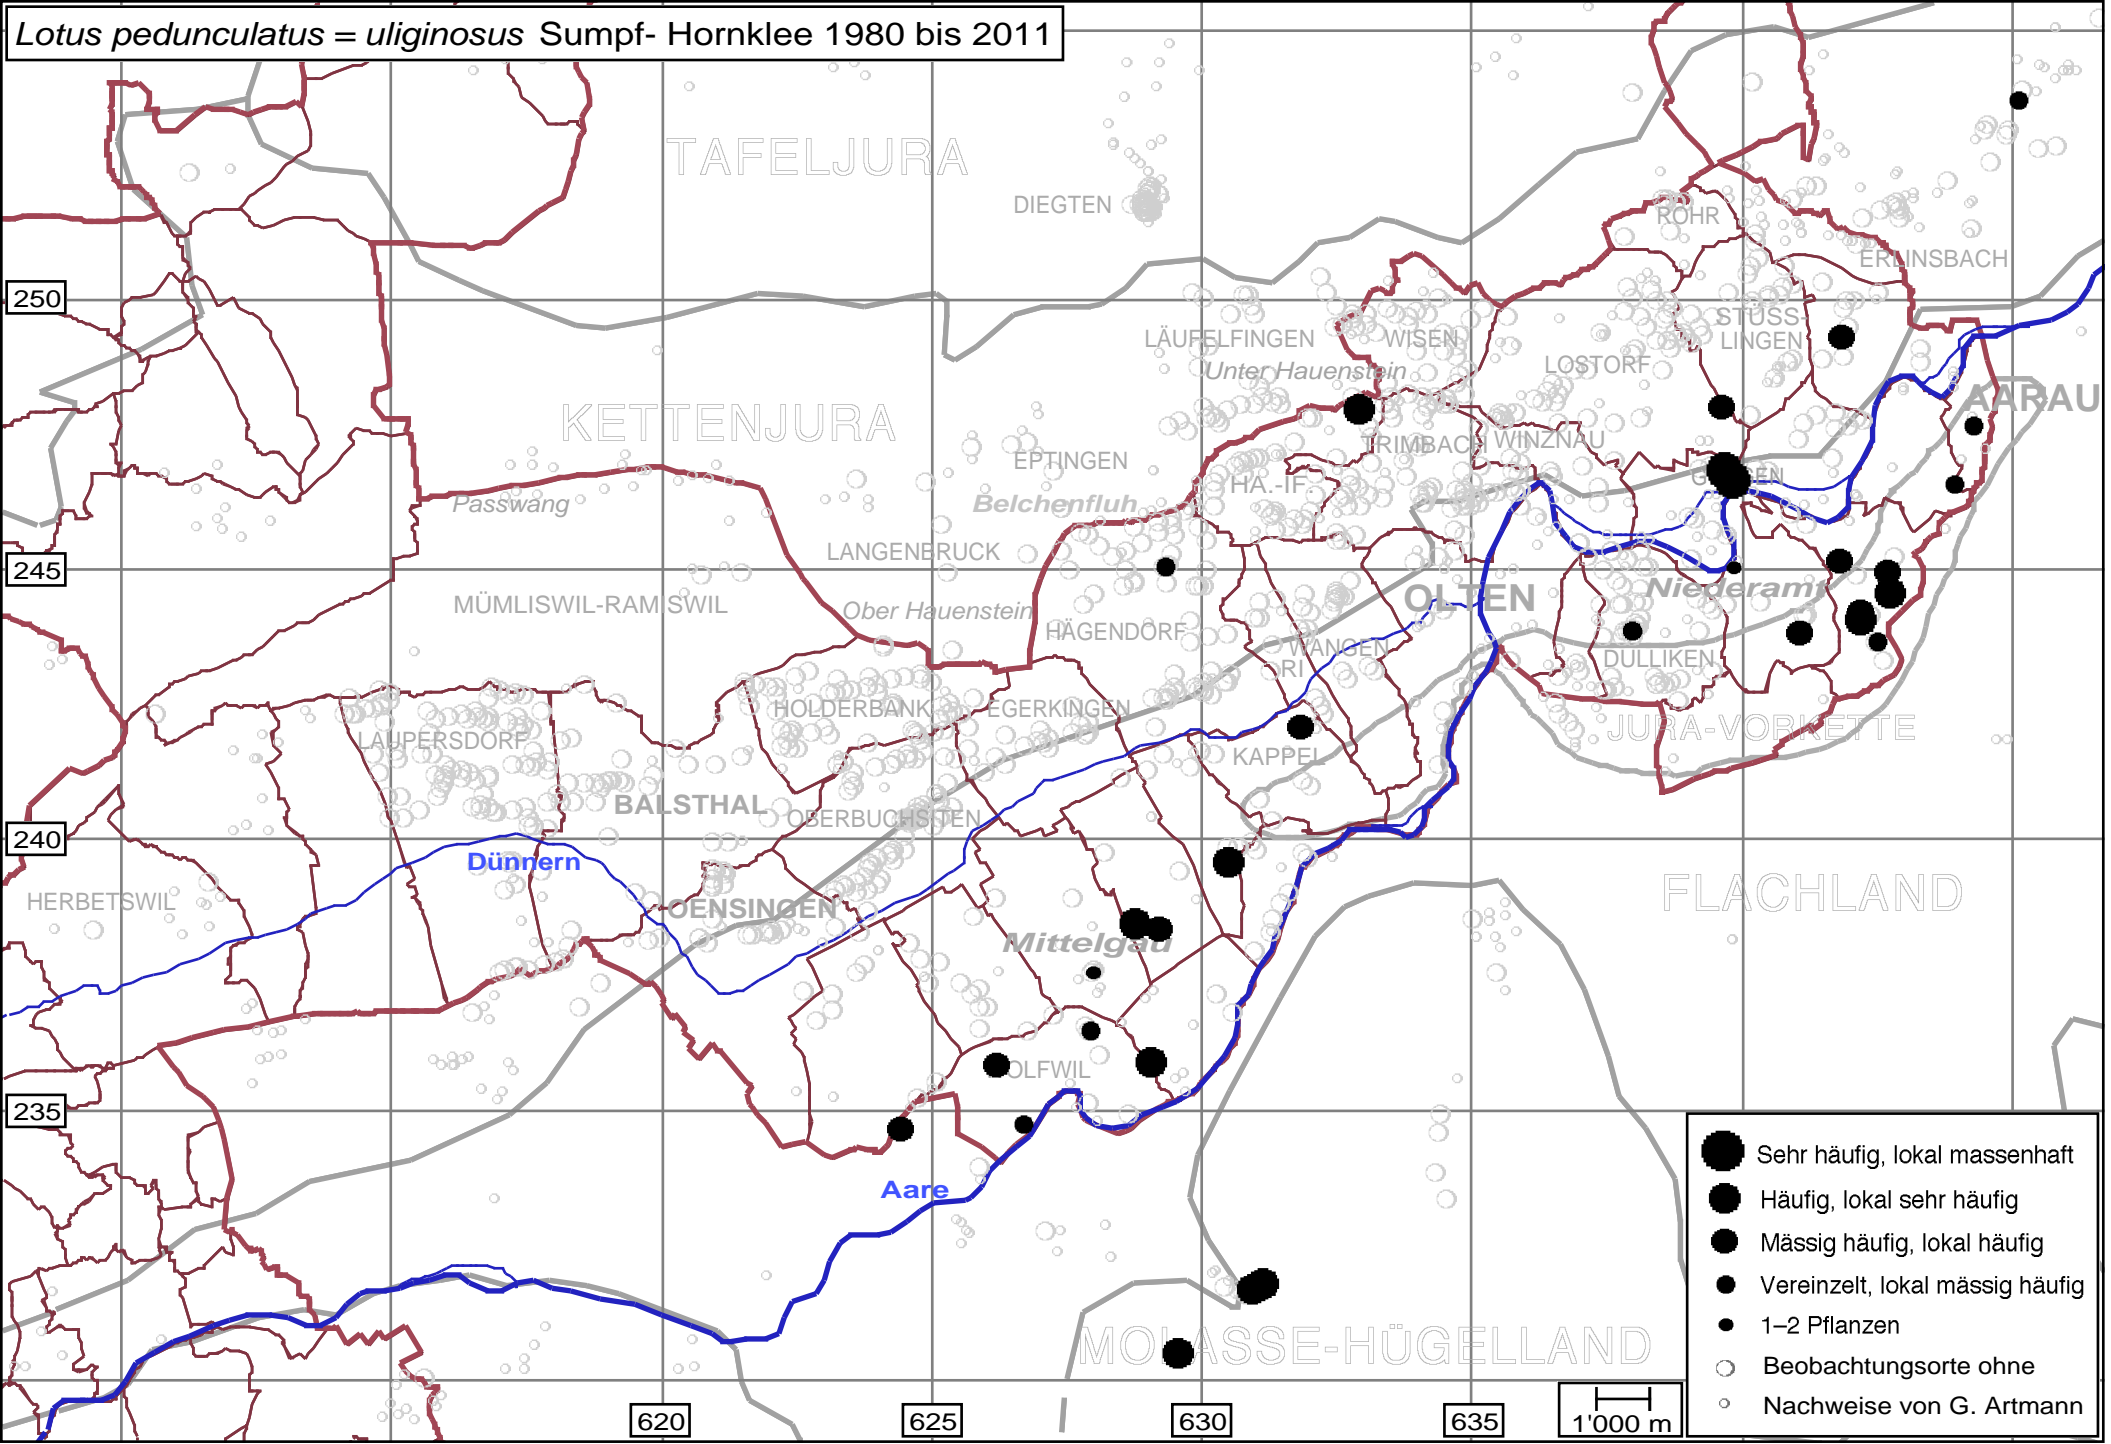 Lotus pedunculatus = uliginosus Sumpf- Hornklee 1980 bis 2011
TAFELJURA
DIEGTEN
ROHR
ERLINSBACH
250
STÜSS-
LINGEN
LÄUFELFINGEN
WISEN
LOSTORF
Unter Hauenstein
AARAU
KETTENJURA
TRIMBACH
WINZNAU
EPTINGEN
HA.-IF.
Passwang
Belchenfluh
LANGENBRUCK
245
MÜMLISWIL-RAMISWIL
Ober Hauenstein
OLTEN
Niederamt
HÄGENDORF
WANGEN
RI
DULLIKEN
HOLDERBANK
EGERKINGEN
JURA-VORKETTE
LAUPERSDORF
KAPPEL
BALSTHAL
OBERBUCHSITEN
240
Dünnern
HERBETSWIL
OENSINGEN
FLACHLAND
Mittelgäu
OLFWIL
235
Aare
MOLASSE-HÜGELLAND
620
625
630
635
1'000 m
Sehr häufig, lokal massenhaft
Häufig, lokal sehr häufig
Mässig häufig, lokal häufig
Vereinzelt, lokal mässig häufig
1–2 Pflanzen
Beobachtungsorte ohne
Nachweise von G. Artmann